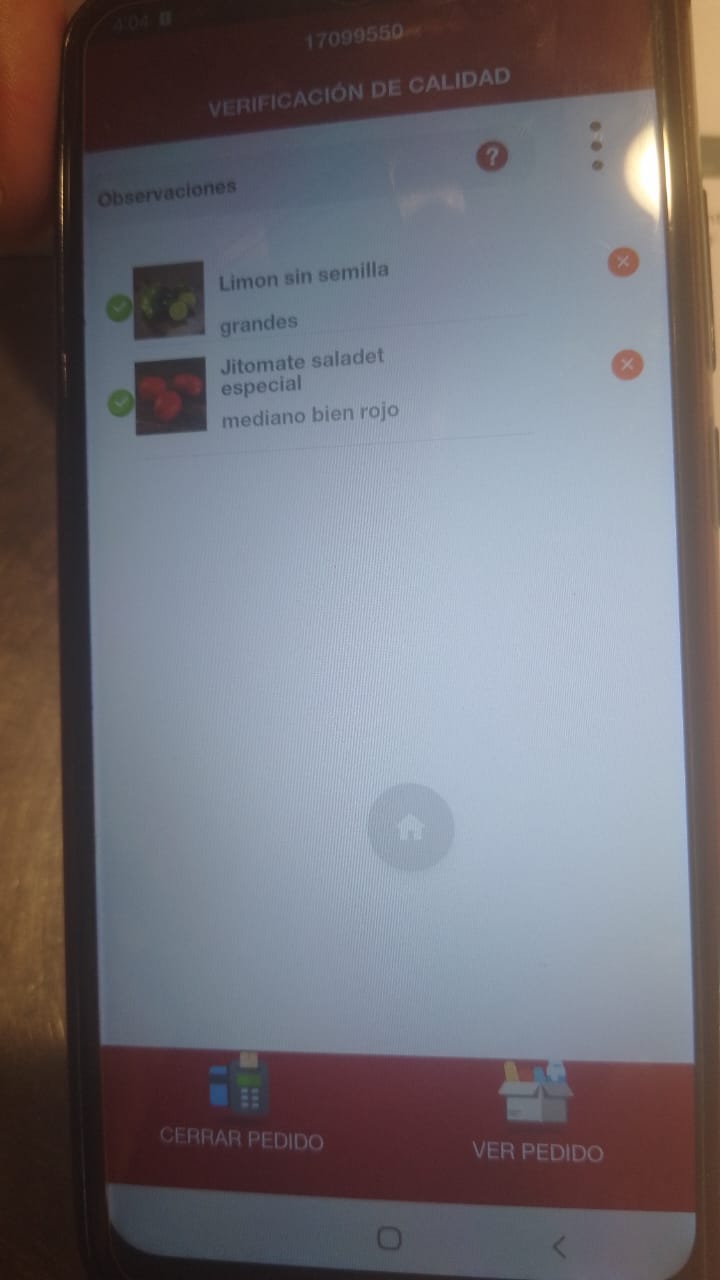 4:04
17099550
VERIFICACIÓN DE CALIDAD
Observaciones
?
Limon sin semilla
grandes
Jitomate saladet
especial
mediano bien rojo
CERRAR PEDIDO
VER PEDIDO